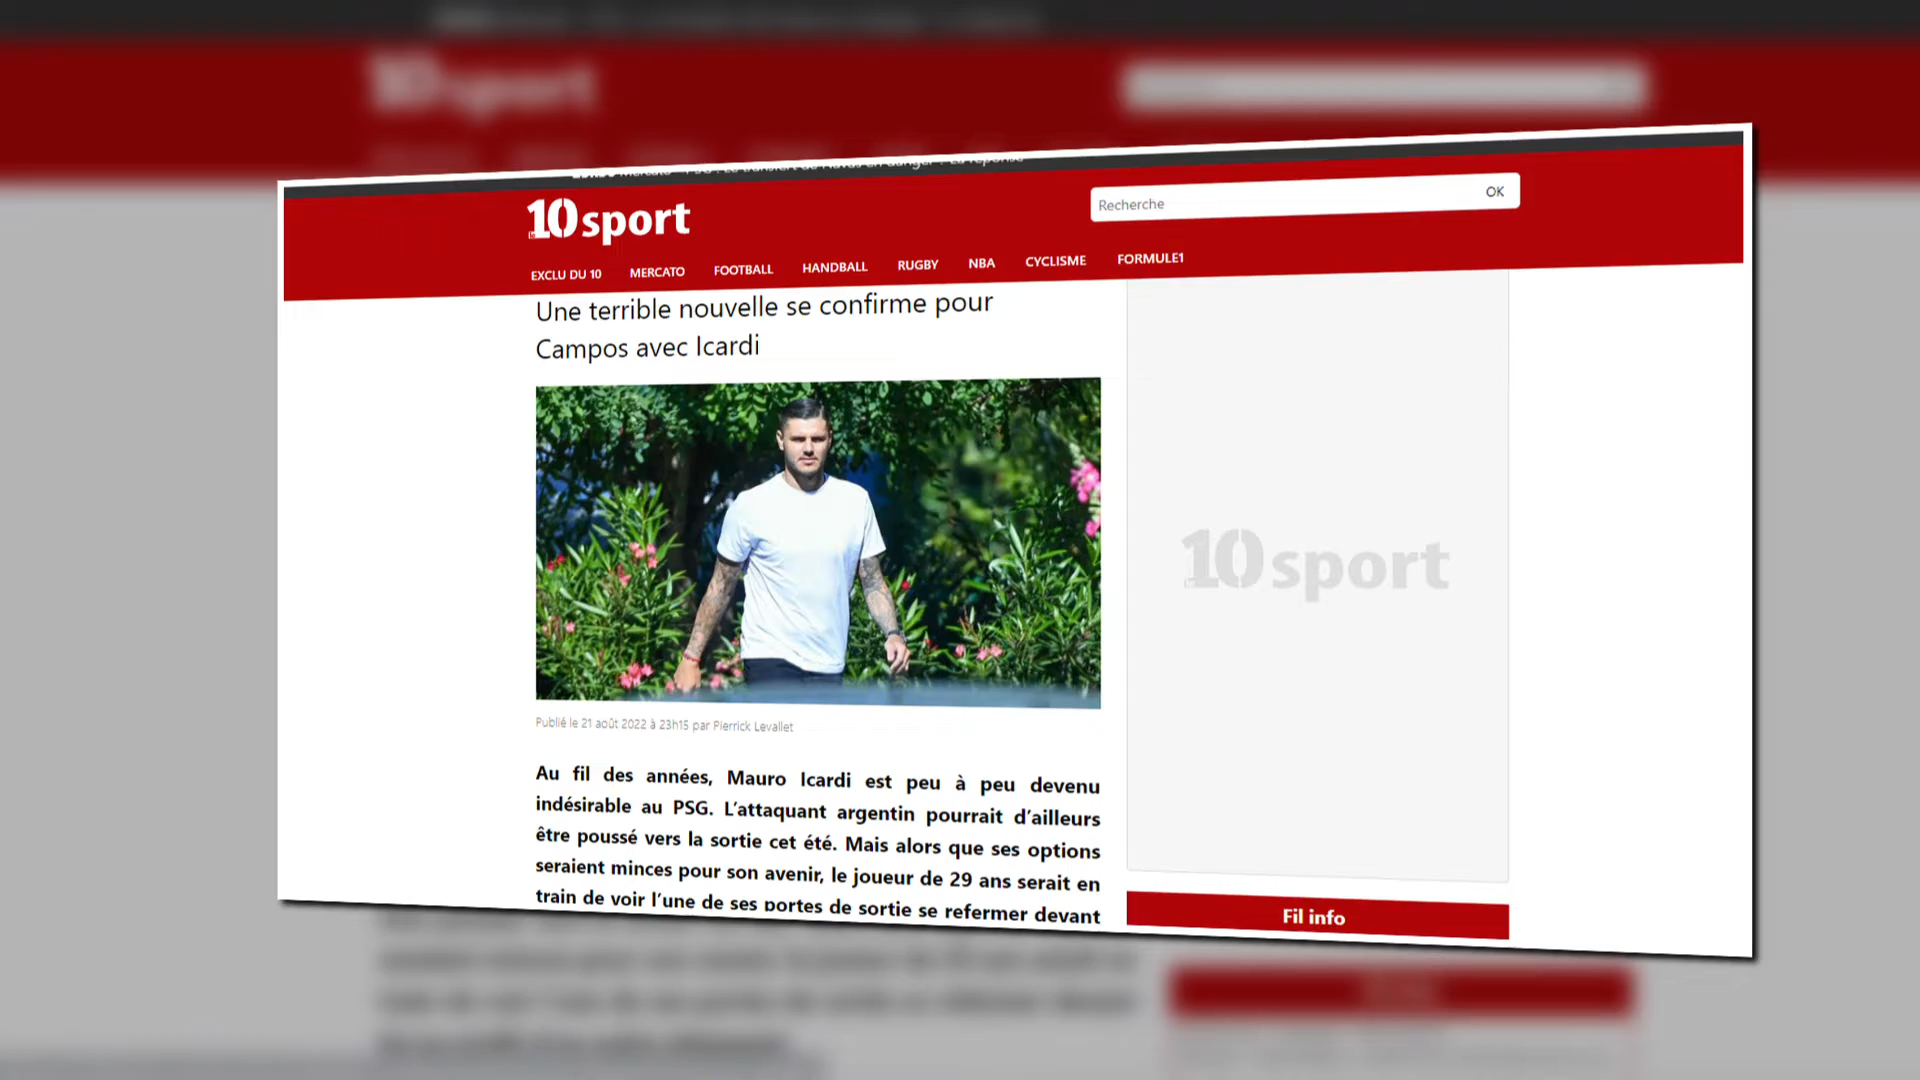 10sport
Recherche
OK
EXCLU DU 10
MERCATO
FOOTBALL
HANDBALL
RUGBY
NBA
CYCLISME
FORMULE1
Une terrible nouvelle se confirme pour
Campos avec Icardi
Publié le 21 août 2022 à 23h15 par Pierrick Levallet
Au fil des années, Mauro Icardi est peu à peu devenu
indésirable au PSG. L'attaquant argentin pourrait d'ailleurs
être poussé vers la sortie cet été. Mais alors que ses options
seraient minces pour son avenir, le joueur de 29 ans serait en
train de voir l'une de ses portes de sortie se refermer devant
10sport
Fil info